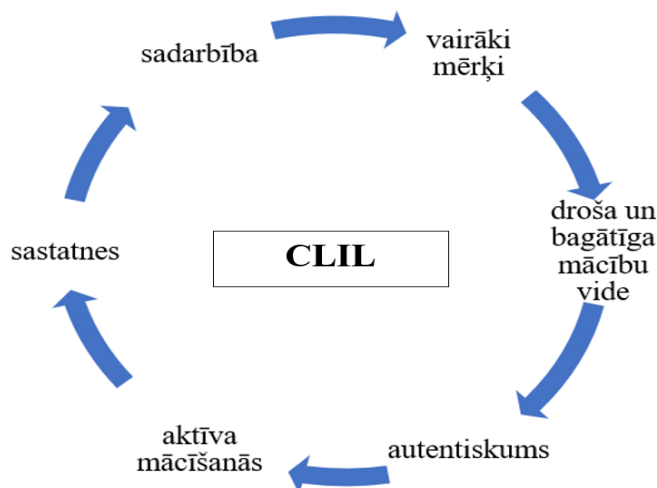 sadarbība
vairāki
mērķi
droša un
bagātīga
mācību
vide
autentiskums
aktīva
mācīšanās
sastatnes
CLIL